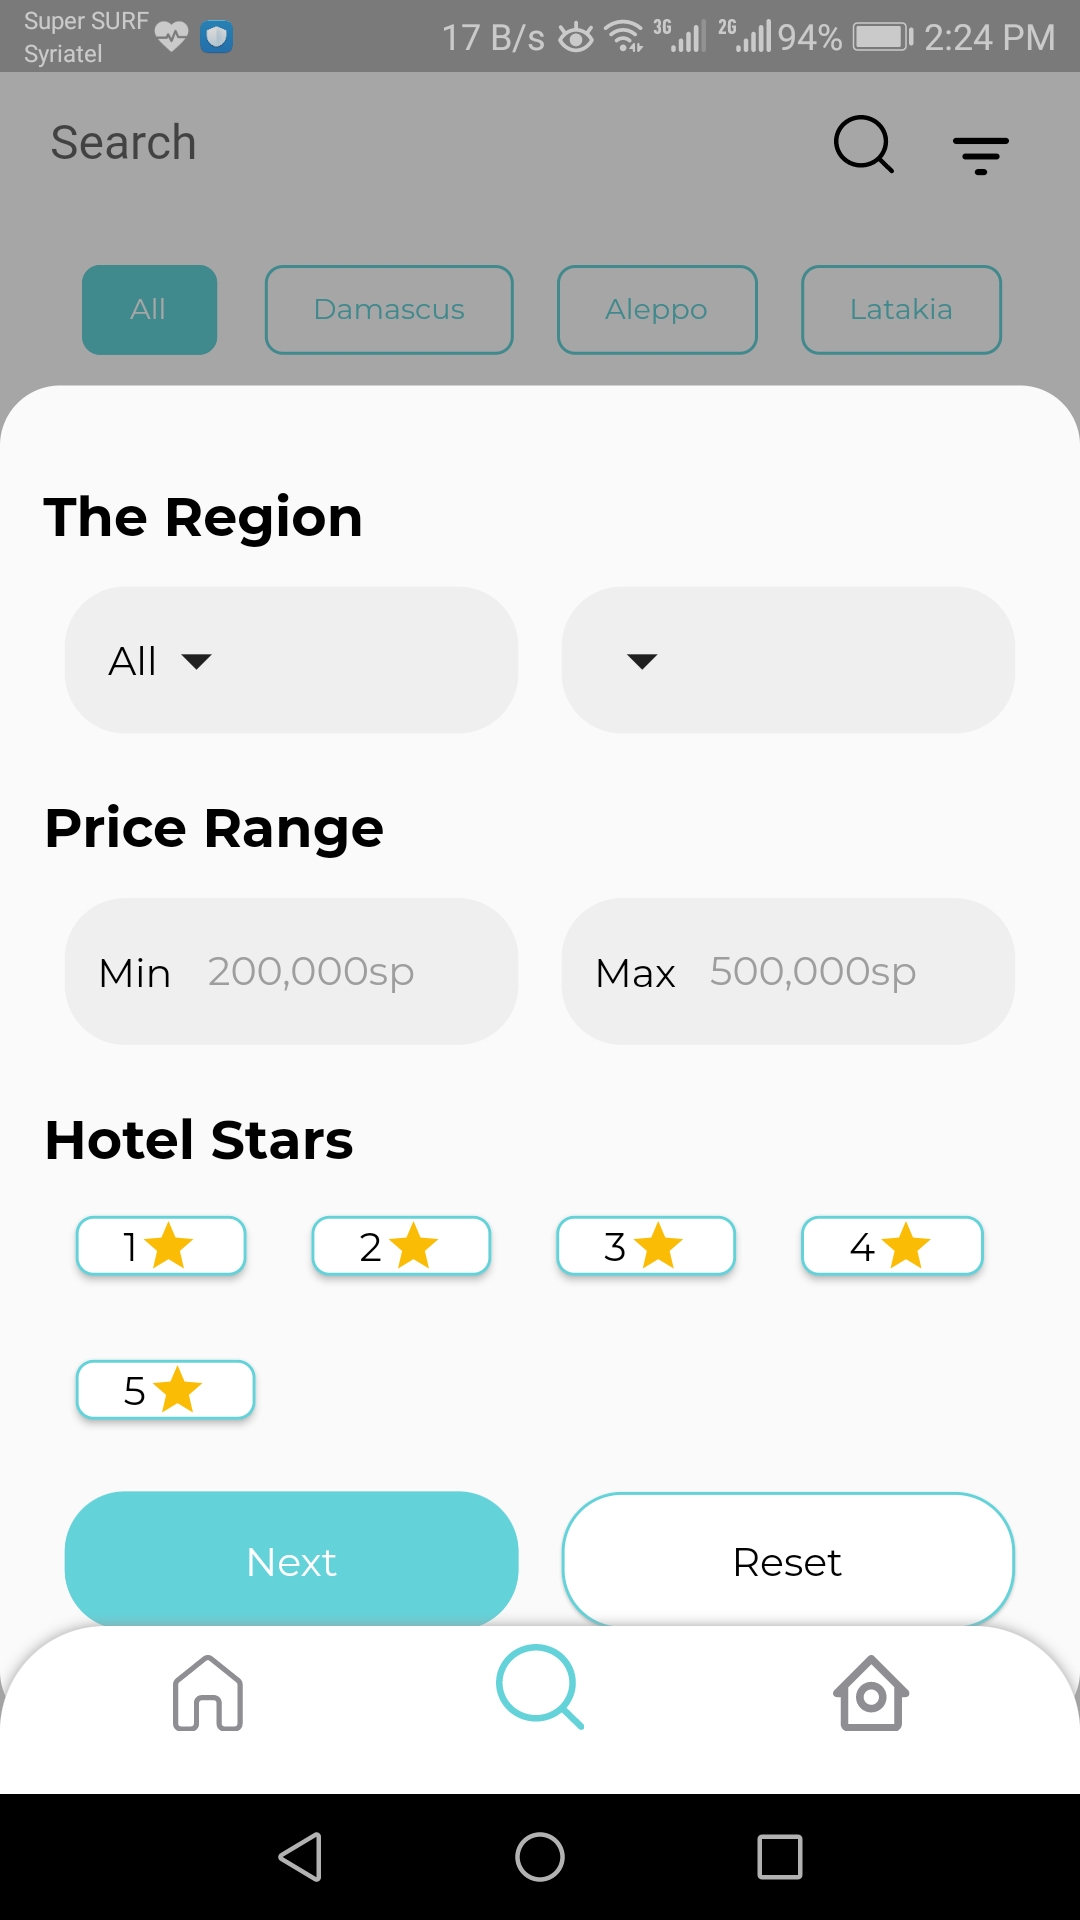 Super SURF
Syriatel
17 B/s 3G 2G 94% 2:24 PM
Search
All Damascus Aleppo Latakia
The Region
All
Price Range
Min 200,000sp Max 500,000sp
Hotel Stars
1 2 3 4
5
Next Reset